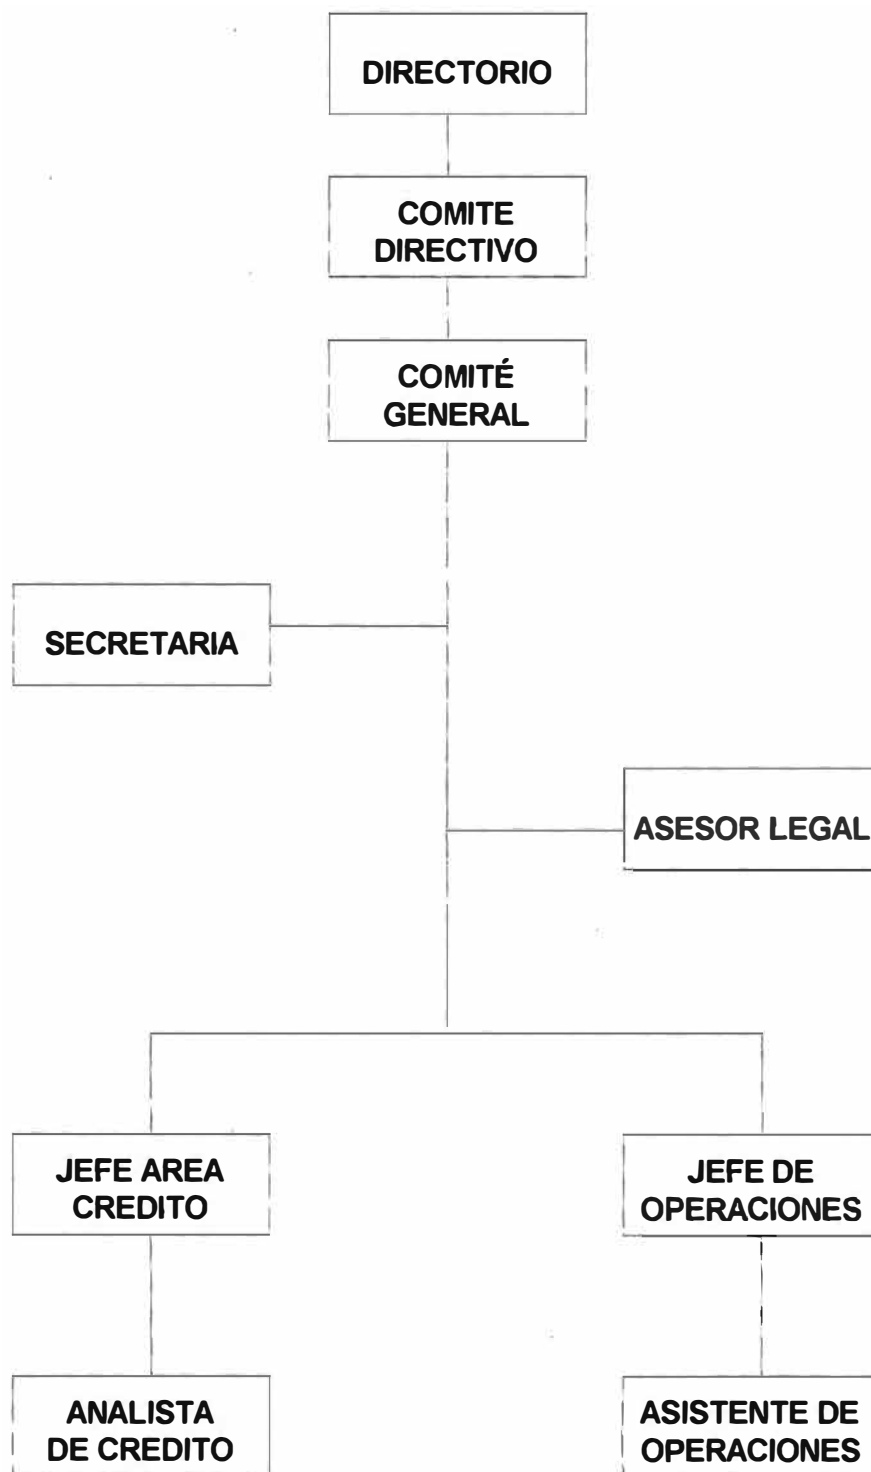 DIRECTORIO
COMITE
DIRECTIVO
COMITÉ
GENERAL
SECRETARIA
ASESOR LEGAL
JEFE AREA
CREDITO
JEFE DE
OPERACIONES
ANALISTA
DE CREDITO
ASISTENTE DE
OPERACIONES